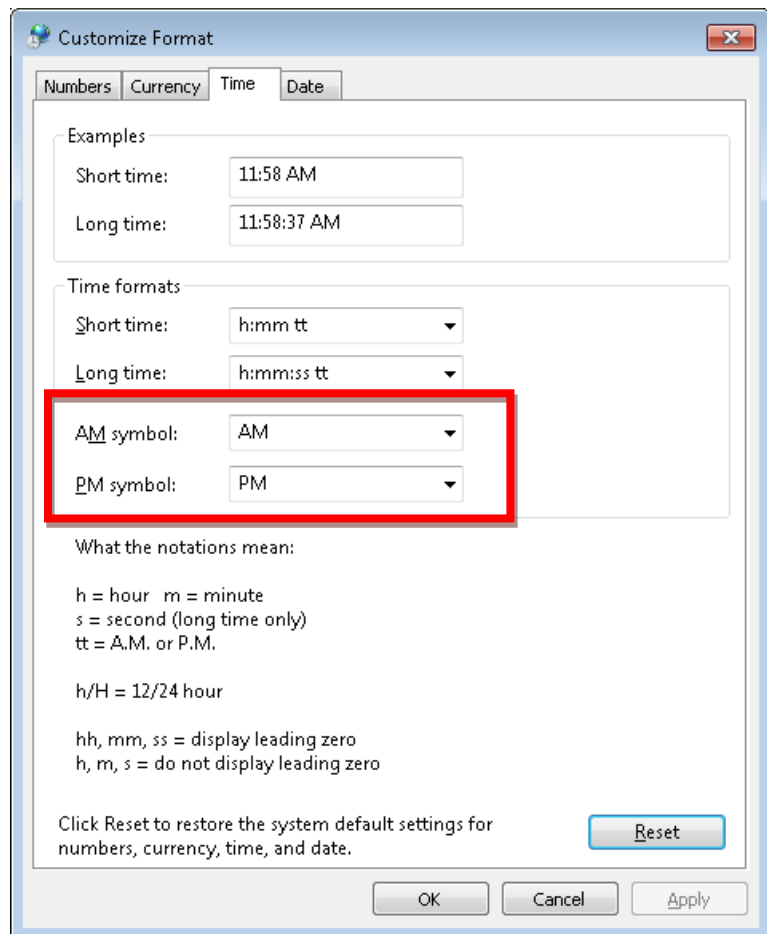 Customize Format
Numbers Currency Time Date
Examples
Short time: 11:58 AM
Long time: 11:58:37 AM
Time formats
Short time: h:mm tt
Long time: h:mm:ss tt
AM symbol: AM
PM symbol: PM
What the notations mean:
h = hour m = minute
s = second (long time only)
tt = A.M. or P.M.
h/H = 12/24 hour
hh, mm, ss = display leading zero
h, m, s = do not display leading zero
Click Reset to restore the system default settings for
numbers, currency, time, and date.
Reset
OK Cancel Apply